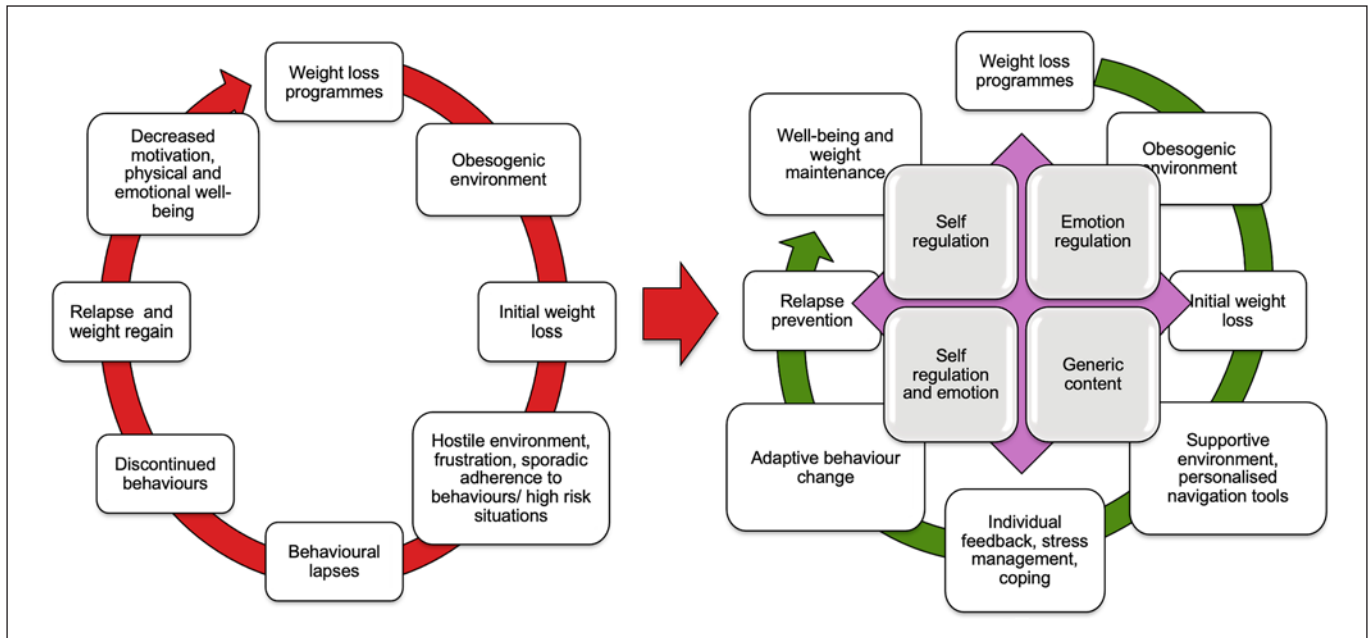 Weight loss
programmes
Obesogenic
environment
Initial weight
loss
Hostile environment,
frustration, sporadic
adherence to
behaviours/ high risk
situations
Behavioural
lapses
Discontinued
behaviours
Relapse and
weight regain
Decreased
motivation,
physical and
emotional well-
being
Weight loss
programmes
Obesogenic
environment
Initial weight
loss
Supportive
environment,
personalised
navigation tools
Individual
feedback, stress
management,
coping
Adaptive behaviour
change
Relapse
prevention
Well-being and
weight
maintenance
Self
regulation
Emotion
regulation
Self
regulation
and emotion
Generic
content